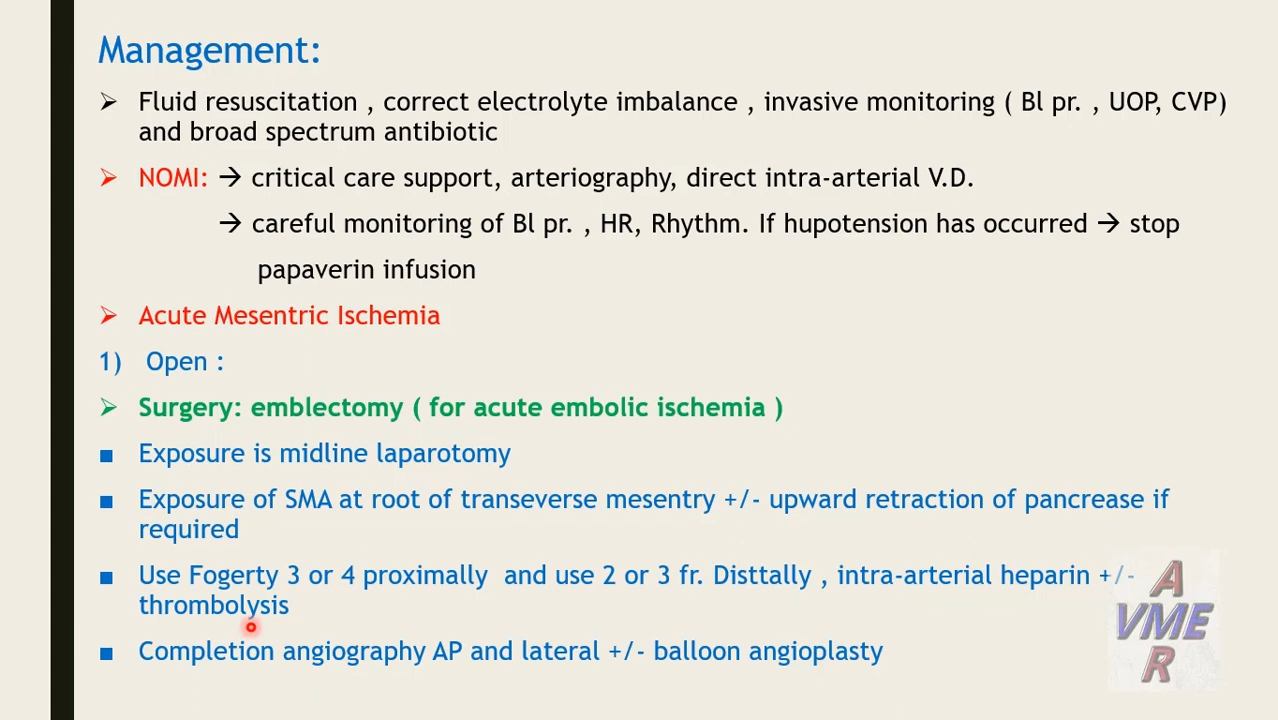 Management:
➢ Fluid resuscitation , correct electrolyte imbalance , invasive monitoring ( Bl pr. , UOP, CVP)
and broad spectrum antibiotic
➢ NOMI: → critical care support, arteriography, direct intra-arterial V.D.
→ careful monitoring of Bl pr. , HR, Rhythm. If hupotension has occurred → stop
papaverin infusion
➢ Acute Mesentric Ischemia
1) Open :
➢ Surgery: emblectomy ( for acute embolic ischemia )
■ Exposure is midline laparotomy
■ Exposure of SMA at root of transeverse mesentry +/- upward retraction of pancrease if
required
■ Use Fogerty 3 or 4 proximally and use 2 or 3 fr. Disttally , intra-arterial heparin +/-
thrombolysis
■ Completion angiography AP and lateral +/- balloon angioplasty
A
VME
R